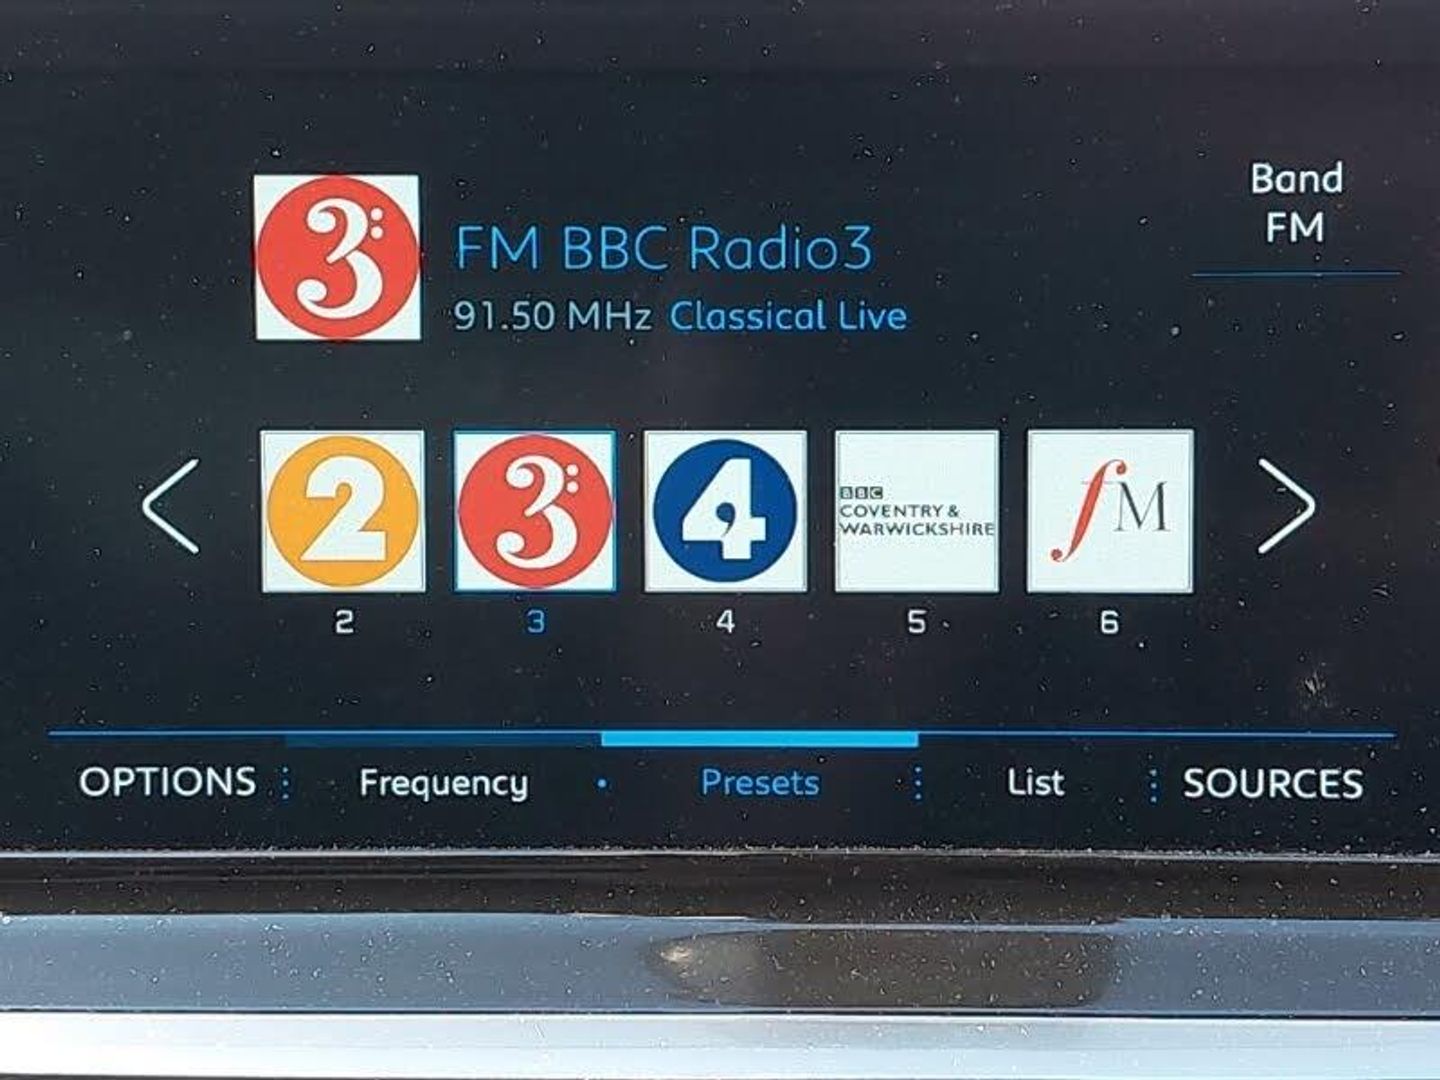 Band
FM
3
FM BBC Radio3
91.50 MHz Classical Live
2 3 4 BBC COVENTRY & WARWICKSHIRE fM
2 3 4 5 6
OPTIONS Frequency Presets List SOURCES